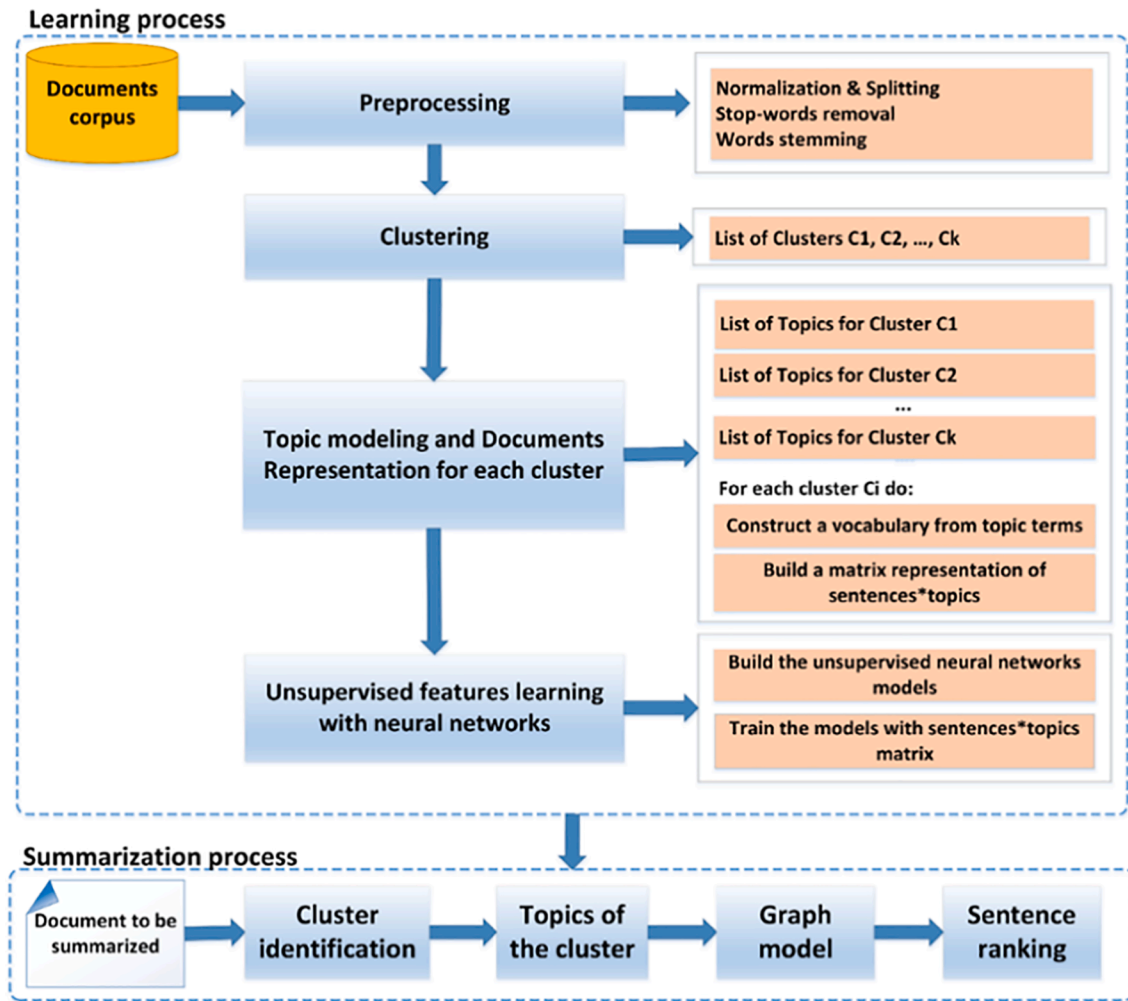 Learning process
Documents
corpus
Preprocessing
Normalization & Splitting
Stop-words removal
Words stemming
Clustering
List of Clusters C1, C2, ..., Ck
Topic modeling and Documents
Representation for each cluster
List of Topics for Cluster C1
List of Topics for Cluster C2
...
List of Topics for Cluster Ck
For each cluster Ci do:
Construct a vocabulary from topic terms
Build a matrix representation of
sentences*topics
Unsupervised features learning
with neural networks
Build the unsupervised neural networks
models
Train the models with sentences*topics
matrix
Summarization process
Document to be
summarized
Cluster
identification
Topics of
the cluster
Graph
model
Sentence
ranking